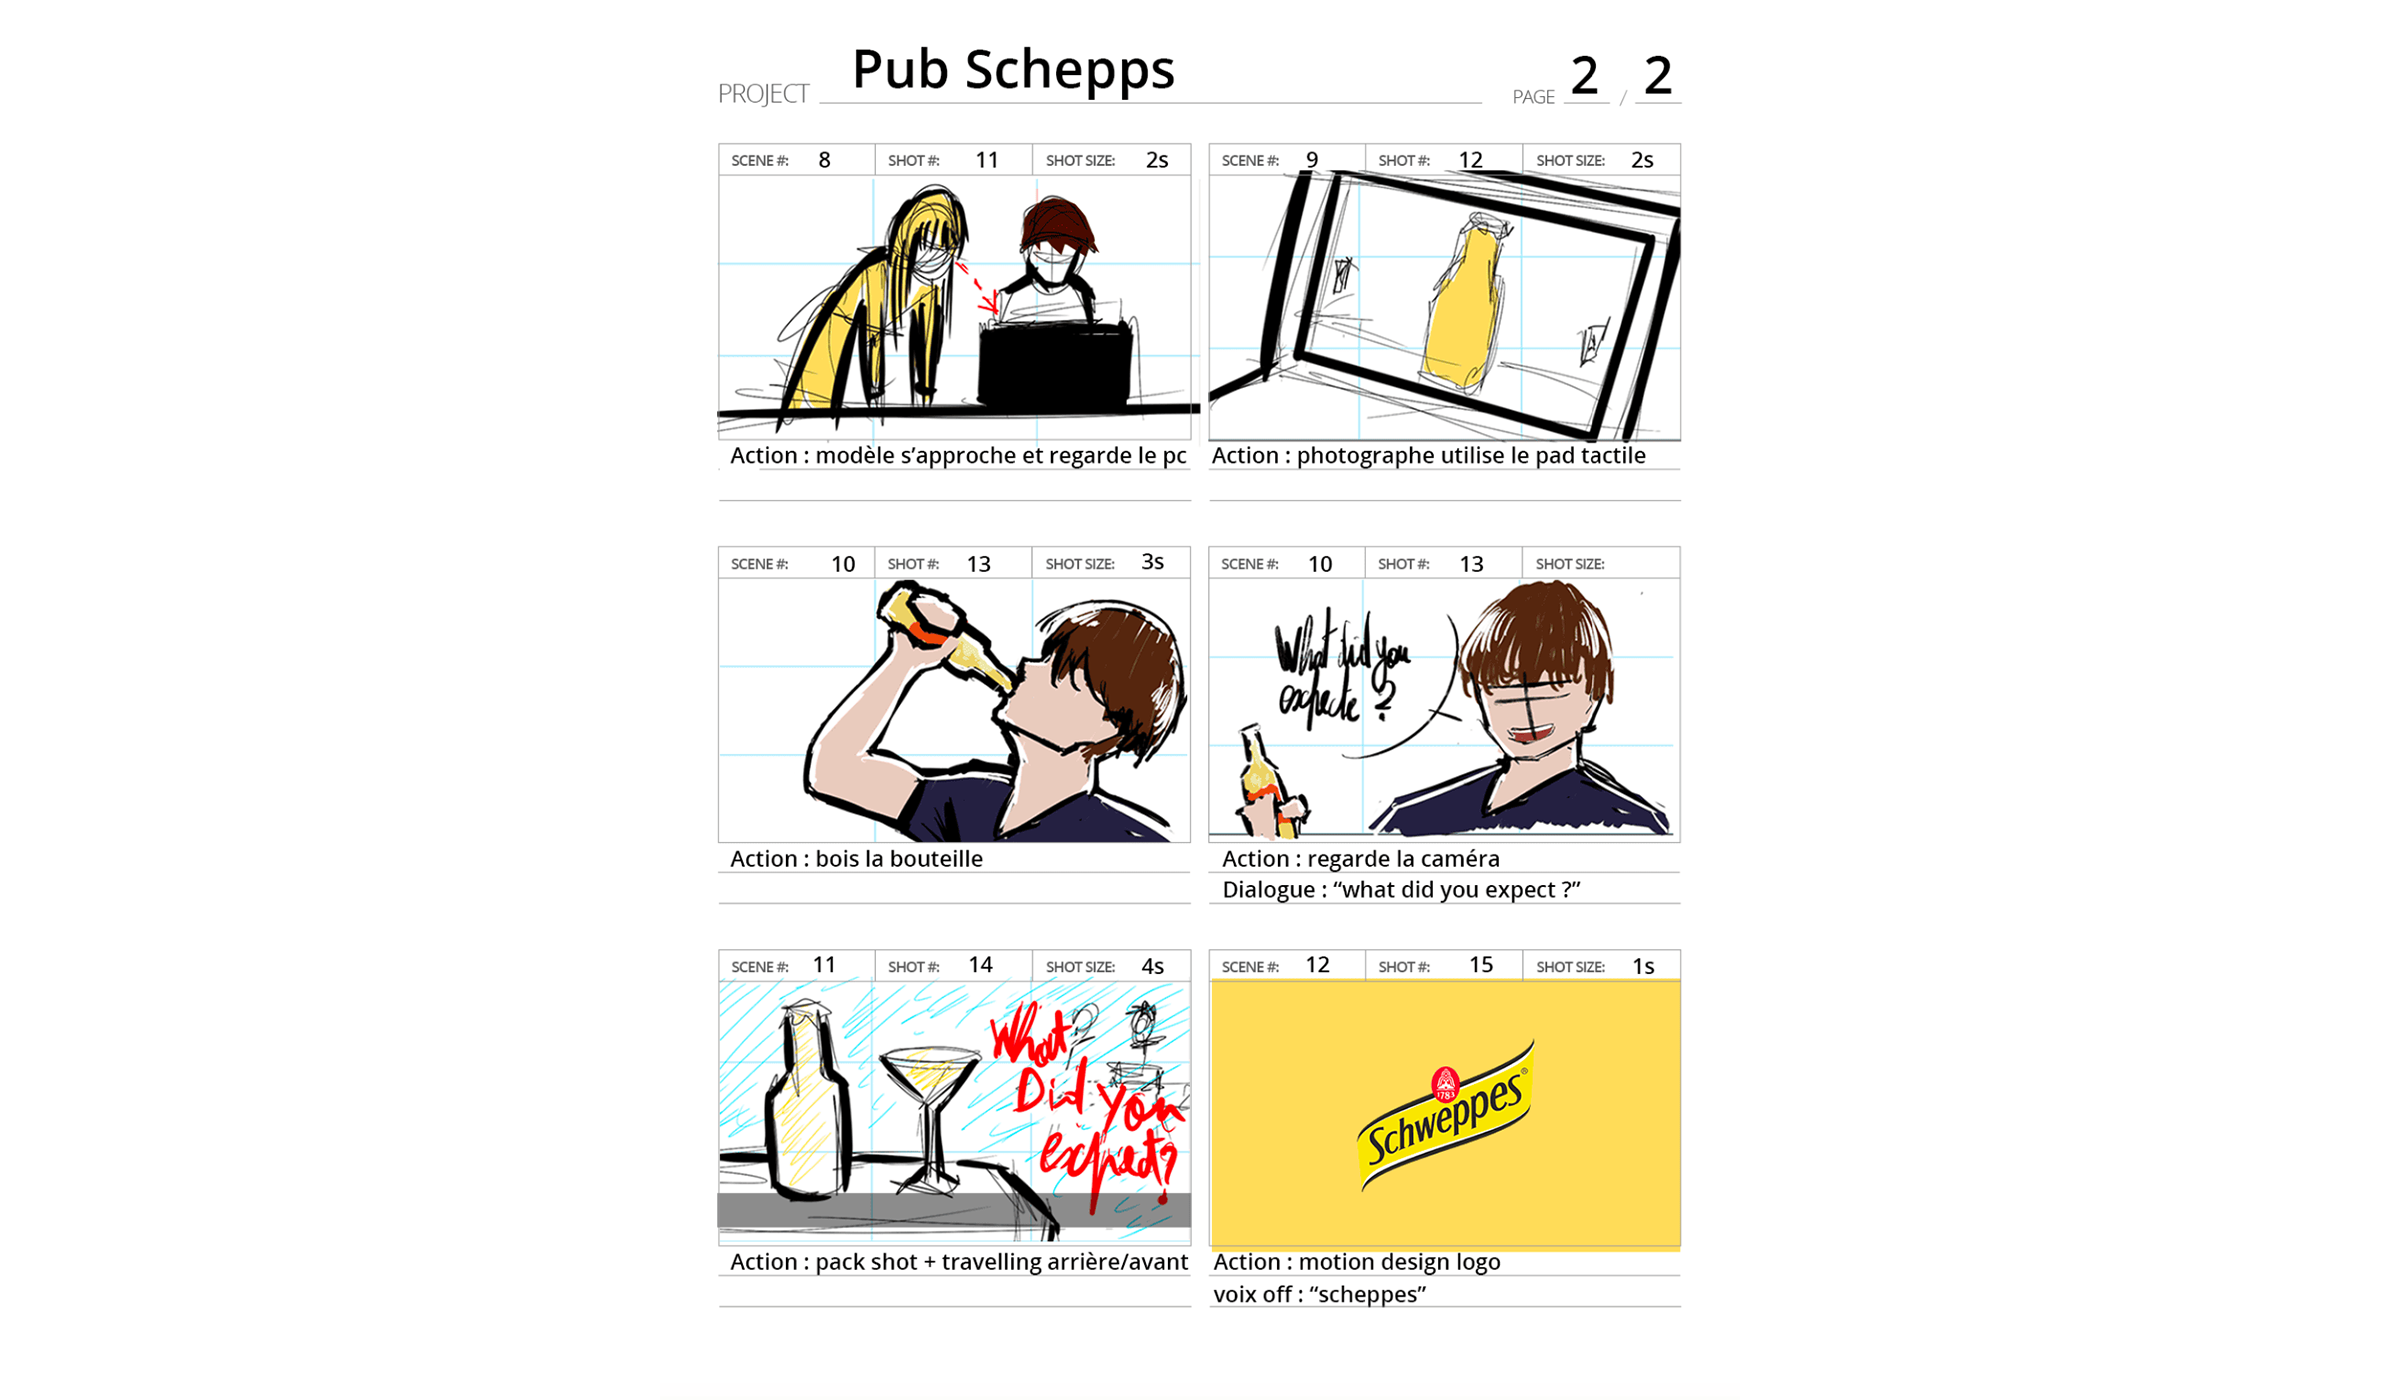 Pub Schepps
PROJECT
PAGE 2 / 2
SCENE #: 8 SHOT #: 11 SHOT SIZE: 2s
Action : modèle s’approche et regarde le pc
SCENE #: 9 SHOT #: 12 SHOT SIZE: 2s
Action : photographe utilise le pad tactile
SCENE #: 10 SHOT #: 13 SHOT SIZE: 3s
Action : bois la bouteille
SCENE #: 10 SHOT #: 13 SHOT SIZE:
What did you
expecte ?
Action : regarde la caméra
Dialogue : “what did you expect ?”
SCENE #: 11 SHOT #: 14 SHOT SIZE: 4s
What
Did you
expect?
Action : pack shot + travelling arrière/avant
SCENE #: 12 SHOT #: 15 SHOT SIZE: 1s
1783
Schweppes®
Action : motion design logo
voix off : “scheppes”